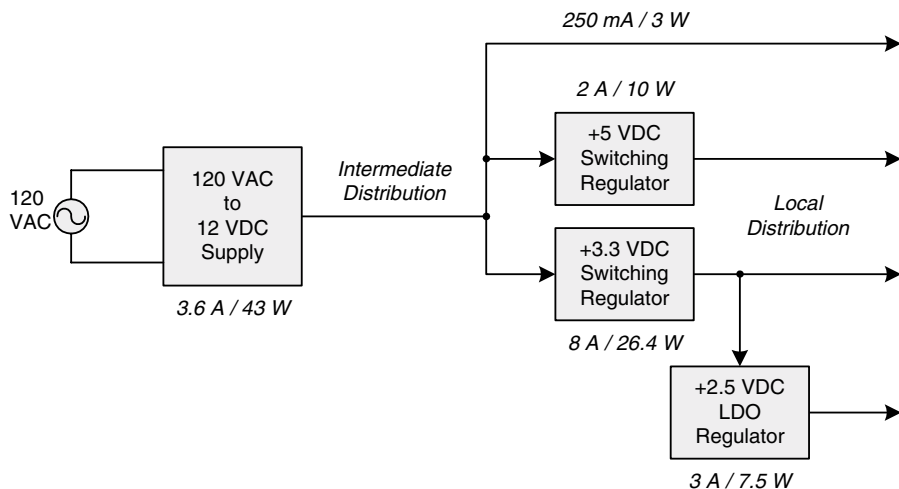 250 mA / 3 W
2 A / 10 W
+5 VDC
Switching
Regulator
Intermediate
Distribution
120
VAC
120 VAC
to
12 VDC
Supply
3.6 A / 43 W
Local
Distribution
+3.3 VDC
Switching
Regulator
8 A / 26.4 W
+2.5 VDC
LDO
Regulator
3 A / 7.5 W